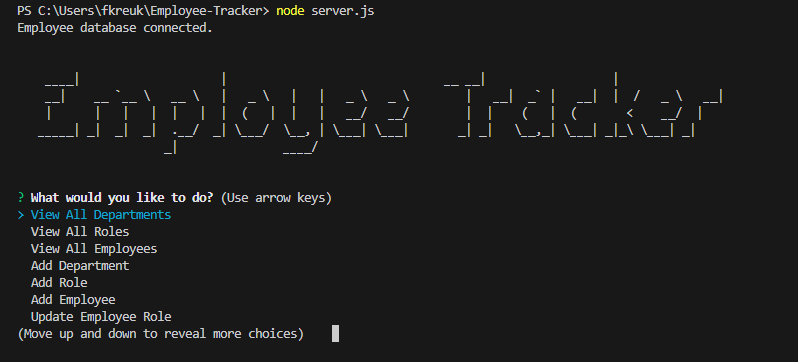 PS C:\Users\fkreuk\Employee-Tracker> node server.js
Employee database connected.
Employee Tracker
? What would you like to do? (Use arrow keys)
> View All Departments
View All Roles
View All Employees
Add Department
Add Role
Add Employee
Update Employee Role
(Move up and down to reveal more choices)